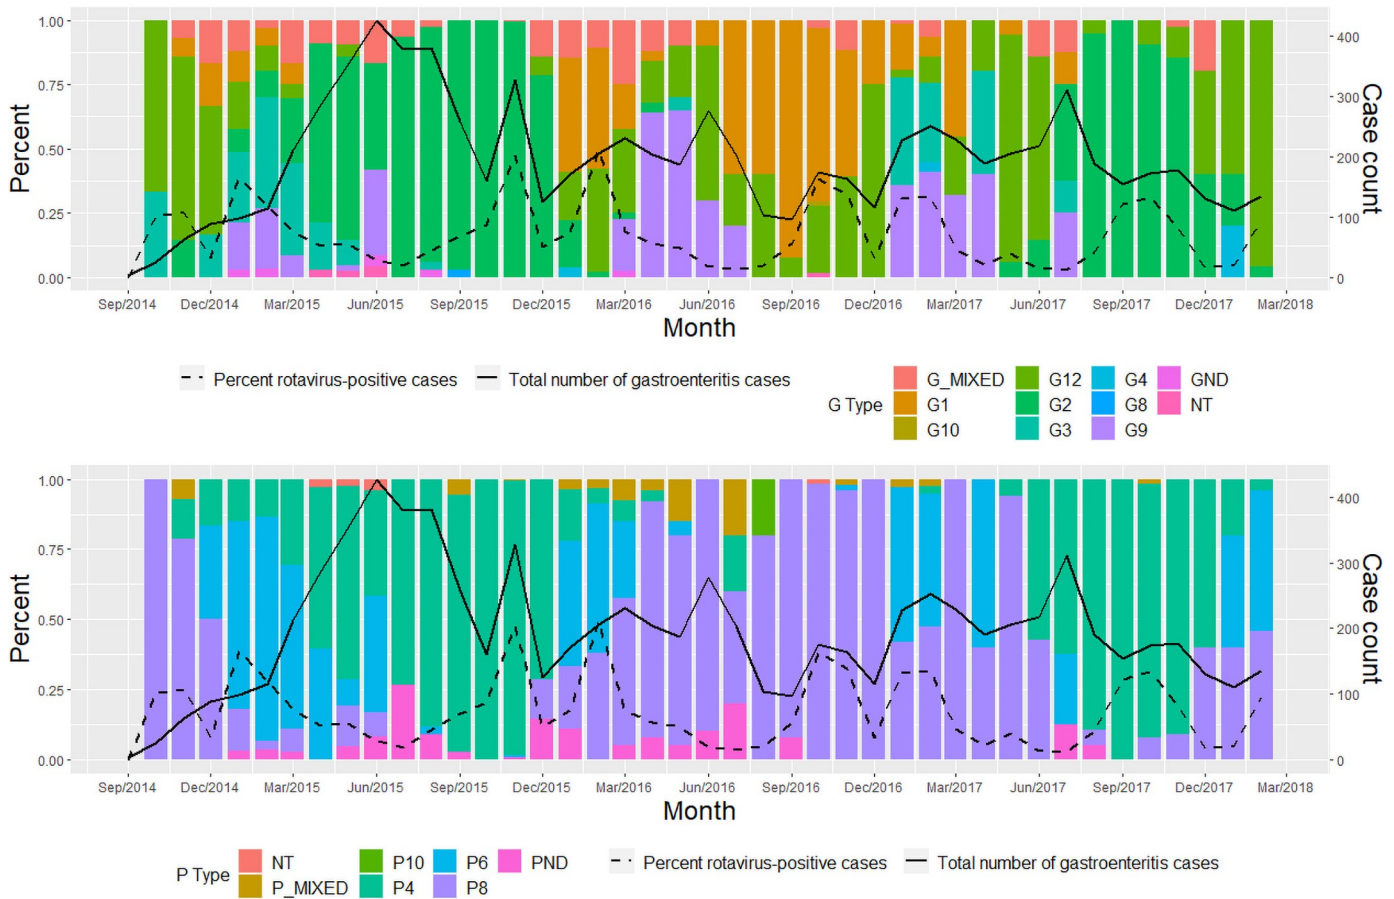 1.00
0.75
0.50
0.25
0.00
Percent
400
300
200
100
0
Case count
Sep/2014 Dec/2014 Mar/2015 Jun/2015 Sep/2015 Dec/2015 Mar/2016 Jun/2016 Sep/2016 Dec/2016 Mar/2017 Jun/2017 Sep/2017 Dec/2017 Mar/2018
Month
Percent rotavirus-positive cases Total number of gastroenteritis cases
G Type
G_MIXED G12 G4 GND
G1 G2 G8 NT
G10 G3 G9
1.00
0.75
0.50
0.25
0.00
Percent
400
300
200
100
0
Case count
Sep/2014 Dec/2014 Mar/2015 Jun/2015 Sep/2015 Dec/2015 Mar/2016 Jun/2016 Sep/2016 Dec/2016 Mar/2017 Jun/2017 Sep/2017 Dec/2017 Mar/2018
Month
P Type
NT P10 P6 PND
P_MIXED P4 P8
Percent rotavirus-positive cases Total number of gastroenteritis cases